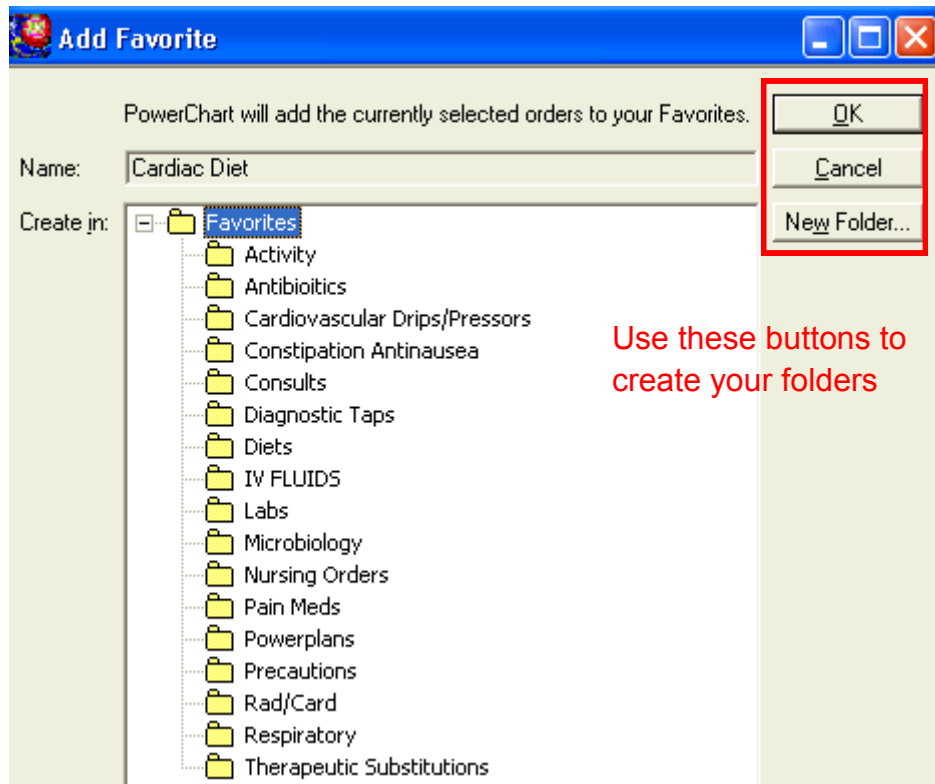 Add Favorite
PowerChart will add the currently selected orders to your Favorites.
OK
Name:
Cardiac Diet
Cancel
Create in:
Favorites
New Folder...
Activity
Antibioitics
Cardiovascular Drips/Pressors
Constipation Antinausea
Consults
Diagnostic Taps
Diets
IV FLUIDS
Labs
Microbiology
Nursing Orders
Pain Meds
Powerplans
Precautions
Rad/Card
Respiratory
Therapeutic Substitutions
Use these buttons to
create your folders